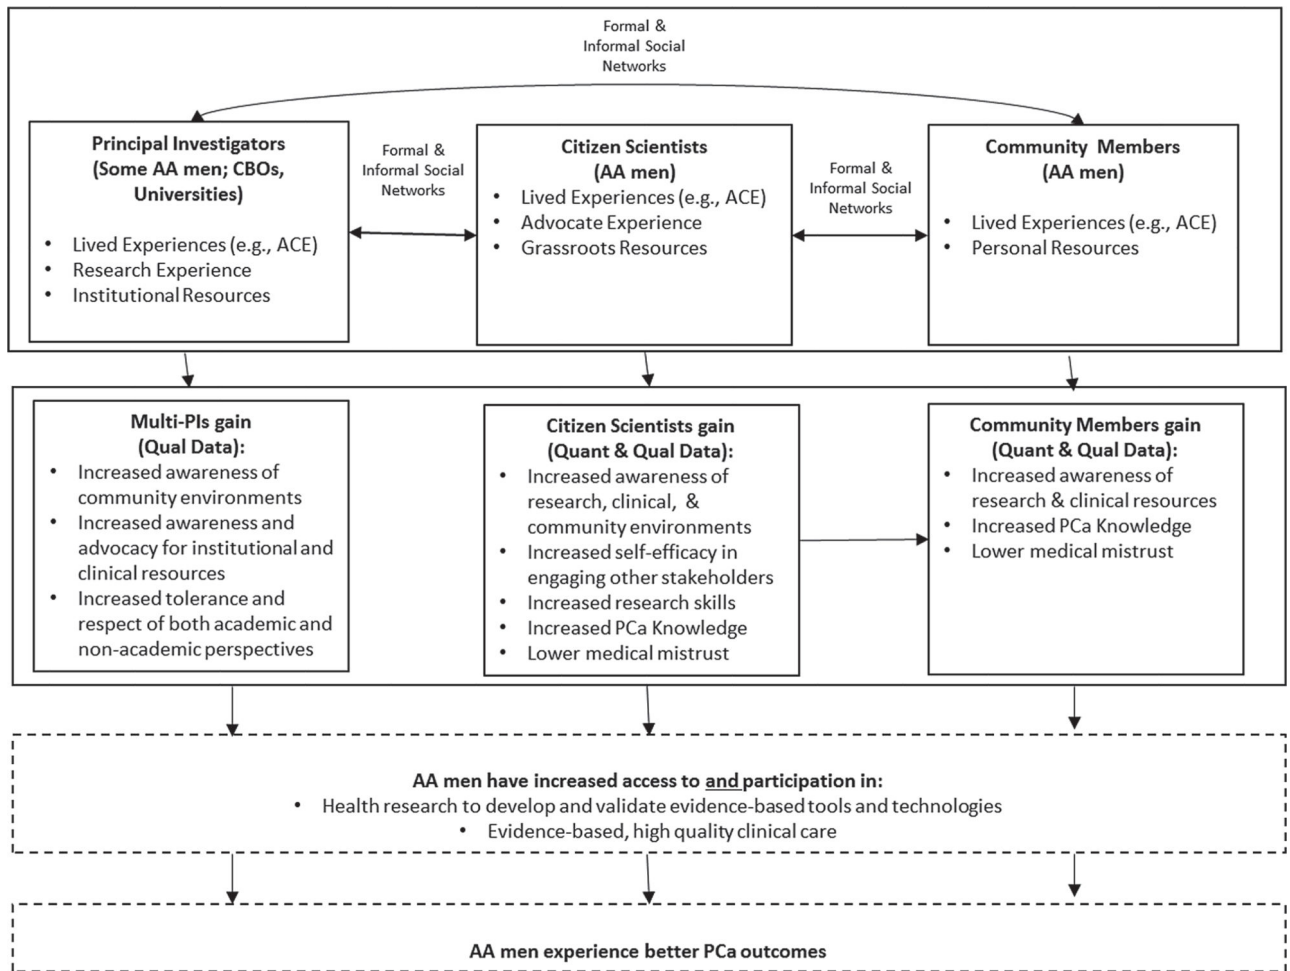 Formal &
Informal Social
Networks
Principal Investigators
(Some AA men; CBOs,
Universities)
• Lived Experiences (e.g., ACE)
• Research Experience
• Institutional Resources
Formal &
Informal Social
Networks
Citizen Scientists
(AA men)
• Lived Experiences (e.g., ACE)
• Advocate Experience
• Grassroots Resources
Formal &
Informal Social
Networks
Community Members
(AA men)
• Lived Experiences (e.g., ACE)
• Personal Resources
Multi-PIs gain
(Qual Data):
• Increased awareness of
community environments
• Increased awareness and
advocacy for institutional and
clinical resources
• Increased tolerance and
respect of both academic and
non-academic perspectives
Citizen Scientists gain
(Quant & Qual Data):
• Increased awareness of
research, clinical, &
community environments
• Increased self-efficacy in
engaging other stakeholders
• Increased research skills
• Increased PCa Knowledge
• Lower medical mistrust
Community Members gain
(Quant & Qual Data):
• Increased awareness of
research & clinical resources
• Increased PCa Knowledge
• Lower medical mistrust
AA men have increased access to and participation in:
• Health research to develop and validate evidence-based tools and technologies
• Evidence-based, high quality clinical care
AA men experience better PCa outcomes